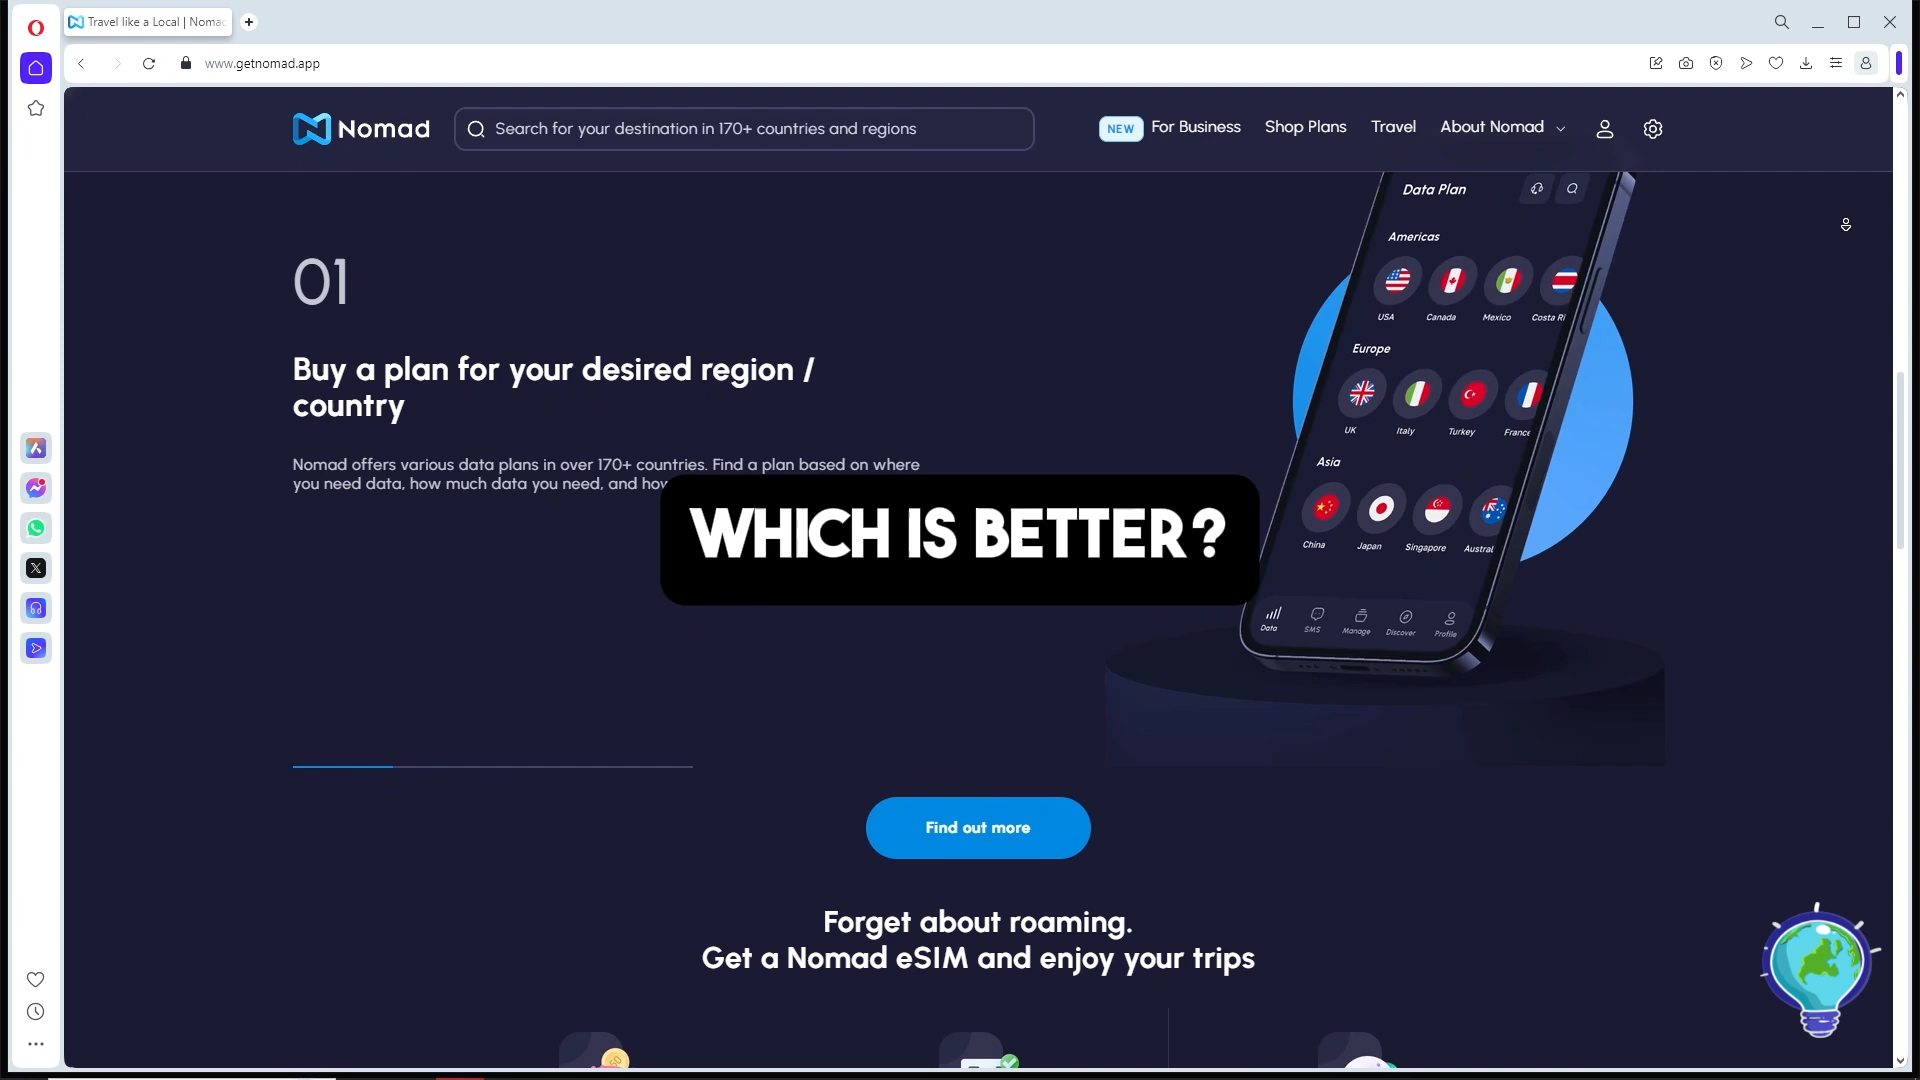 Travel like a Local | Noma
www.getnomad.app
Nomad
Search for your destination in 170+ countries and regions
NEW
For Business
Shop Plans
Travel
About Nomad
Data Plan
Americas
USA
Canada
Mexico
Costa Ri
Europe
UK
Italy
Turkey
France
Asia
China
Japan
Singapore
Austral
Data
SMS
Manage
Discover
Profile
01
Buy a plan for your desired region /
country
Nomad offers various data plans in over 170+ countries. Find a plan based on where
you need data, how much data you need, and how
WHICH IS BETTER?
Find out more
Forget about roaming.
Get a Nomad eSIM and enjoy your trips